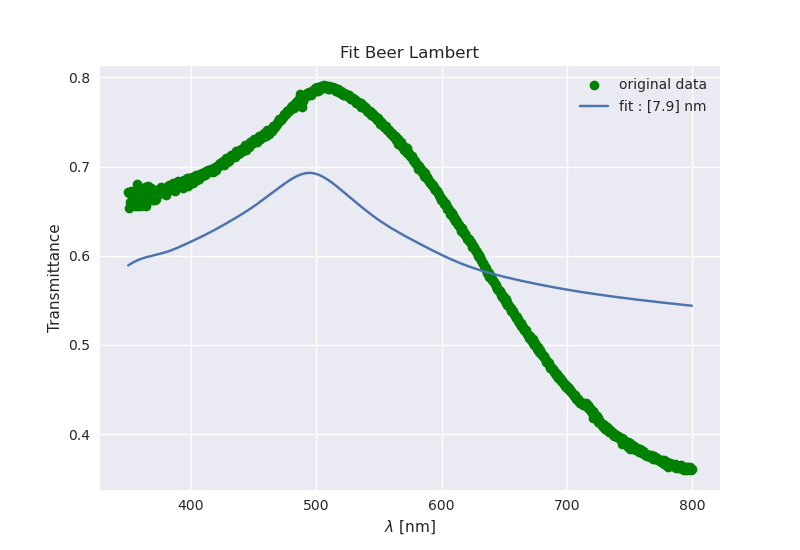 Fit Beer Lambert
original data
fit : [7.9] nm
Transmittance
0.8
0.7
0.6
0.5
0.4
400
500
600
700
800
λ [nm]